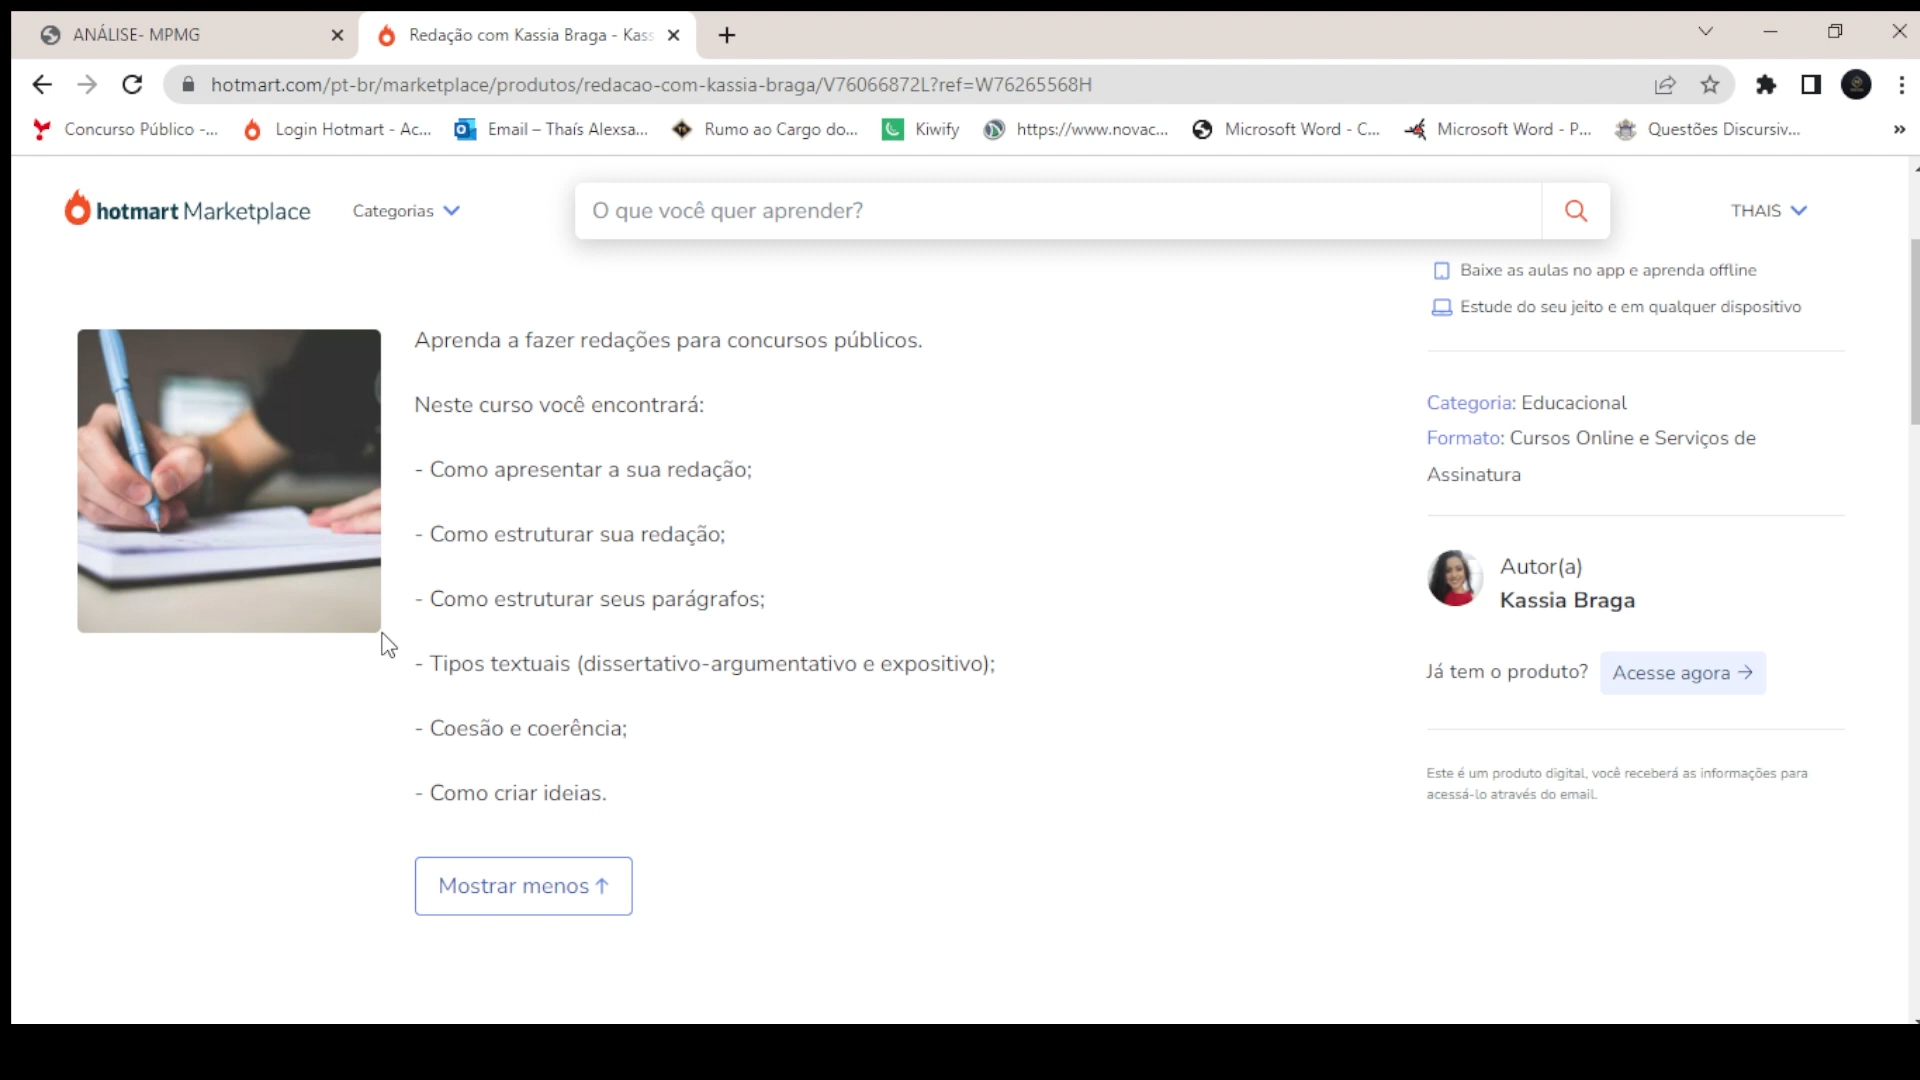 ANÁLISE- MPMG
Redação com Kassia Braga - Kass
hotmart.com/pt-br/marketplace/produtos/redacao-com-kassia-braga/V76066872L?ref=W76265568H
Concurso Público -... Login Hotmart - Ac... Email – Thaís Alexsa... Rumo ao Cargo do... Kiwify https://www.novac... Microsoft Word - C... Microsoft Word - P... Questões Discursiv... »
hotmart Marketplace Categorias O que você quer aprender? THAIS
Baixe as aulas no app e aprenda offline
Estude do seu jeito e em qualquer dispositivo
Aprenda a fazer redações para concursos públicos.
Neste curso você encontrará:
- Como apresentar a sua redação;
- Como estruturar sua redação;
- Como estruturar seus parágrafos;
- Tipos textuais (dissertativo-argumentativo e expositivo);
- Coesão e coerência;
- Como criar ideias.
Mostrar menos ↑
Categoria: Educacional
Formato: Cursos Online e Serviços de
Assinatura
Autor(a)
Kassia Braga
Já tem o produto? Acesse agora →
Este é um produto digital, você receberá as informações para
acessá-lo através do email.